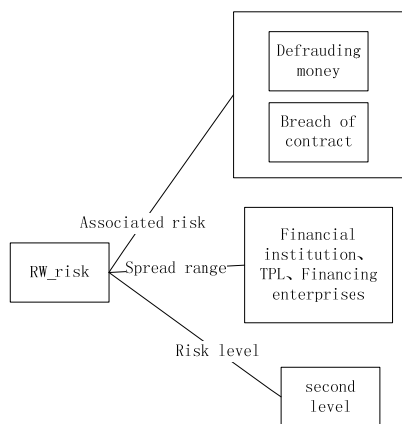 Defrauding
money
Breach of
contract
Associated risk
RW_risk
Spread range
Financial
institution、
TPL、Financing
enterprises
Risk level
second
level